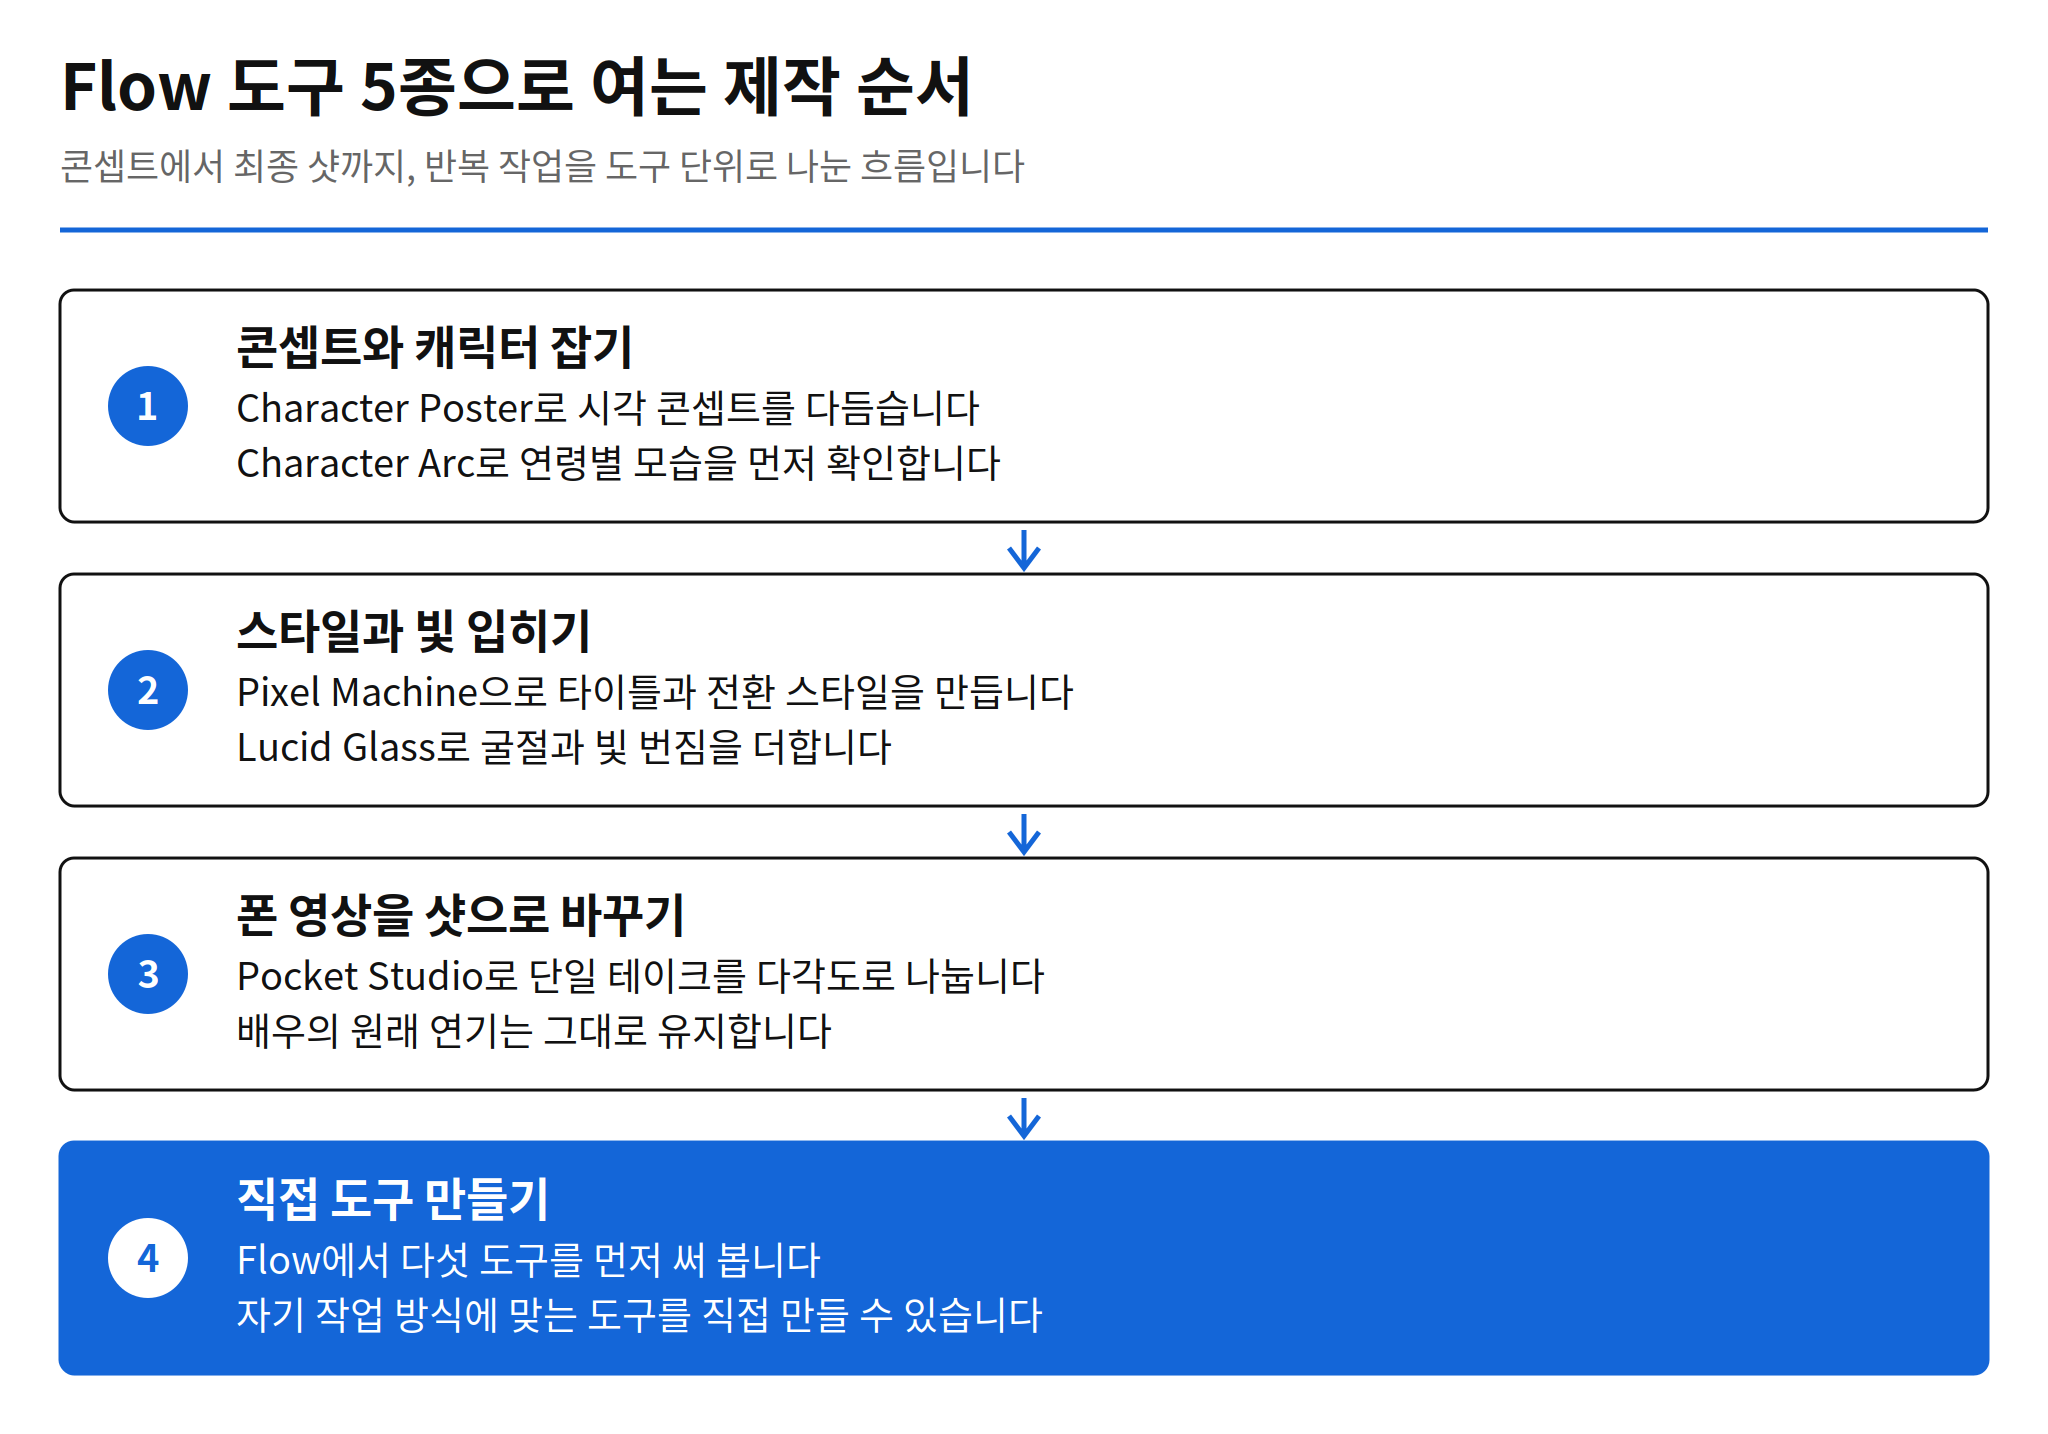 Flow 도구 5종으로 여는 제작 순서
콘셉트에서 최종 샷까지, 반복 작업을 도구 단위로 나눈 흐름입니다
1
콘셉트와 캐릭터 잡기
Character Poster로 시각 콘셉트를 다듬습니다
Character Arc로 연령별 모습을 먼저 확인합니다
2
스타일과 빛 입히기
Pixel Machine으로 타이틀과 전환 스타일을 만듭니다
Lucid Glass로 굴절과 빛 번짐을 더합니다
3
폰 영상을 샷으로 바꾸기
Pocket Studio로 단일 테이크를 다각도로 나눕니다
배우의 원래 연기는 그대로 유지합니다
4
직접 도구 만들기
Flow에서 다섯 도구를 먼저 써 봅니다
자기 작업 방식에 맞는 도구를 직접 만들 수 있습니다